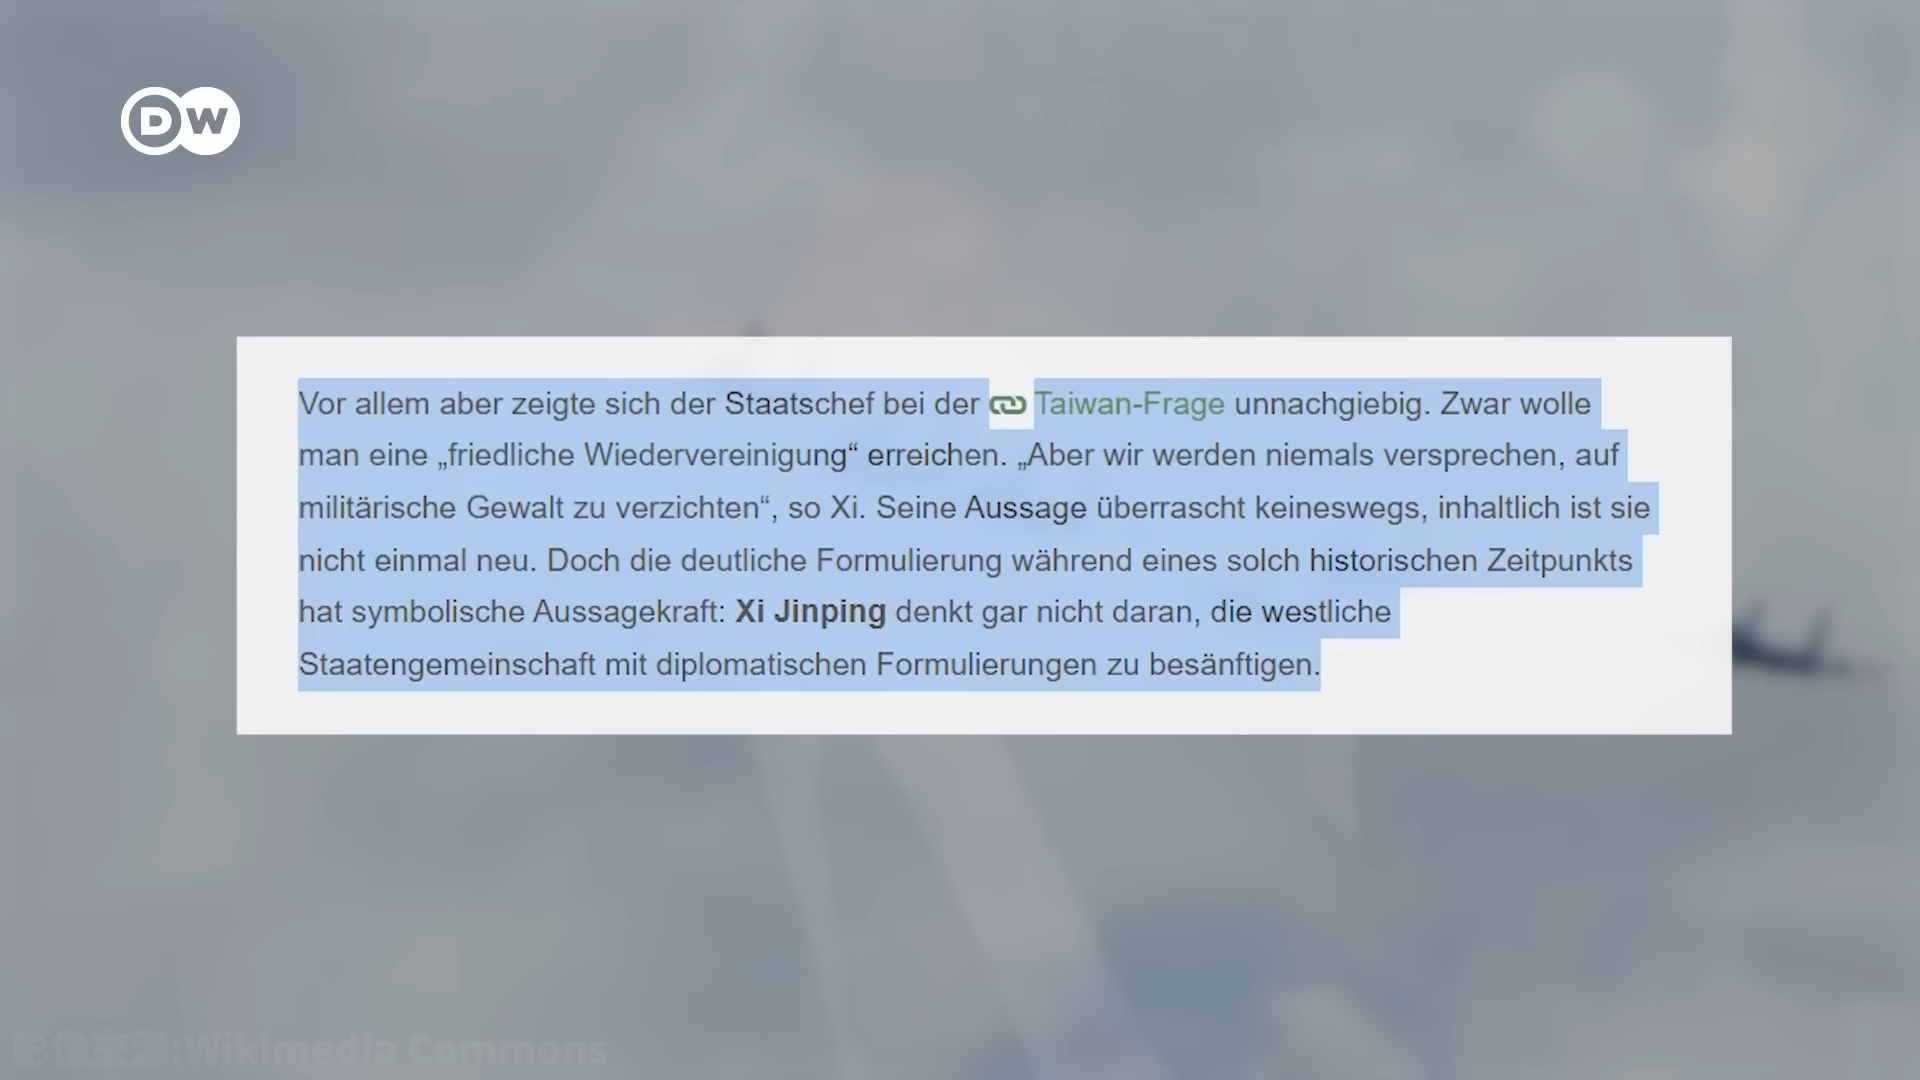 DW
Vor allem aber zeigte sich der Staatschef bei der Taiwan-Frage unnachgiebig. Zwar wolle
man eine „friedliche Wiedervereinigung“ erreichen. „Aber wir werden niemals versprechen, auf
militärische Gewalt zu verzichten“, so Xi. Seine Aussage überrascht keineswegs, inhaltlich ist sie
nicht einmal neu. Doch die deutliche Formulierung während eines solch historischen Zeitpunkts
hat symbolische Aussagekraft: Xi Jinping denkt gar nicht daran, die westliche
Staatengemeinschaft mit diplomatischen Formulierungen zu besänftigen.
:Wikimedia Commons